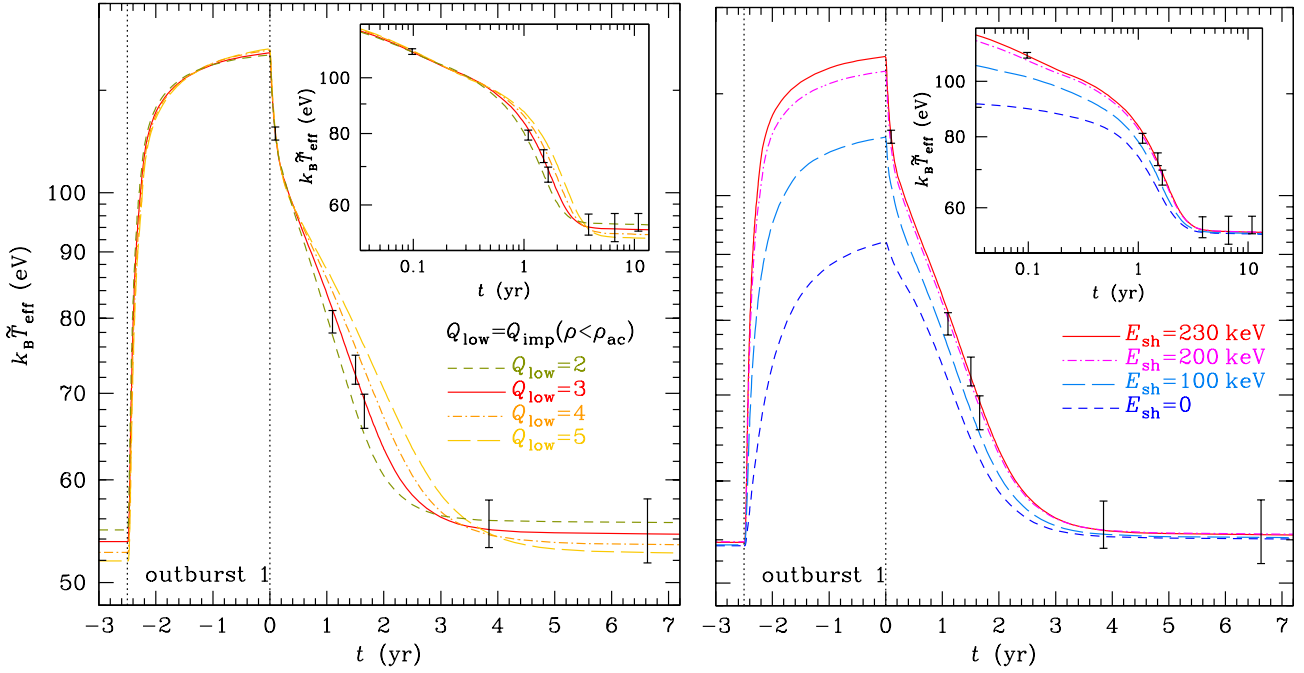 100
90
80
70
60
50
k_B T̃_eff (eV)
100
80
60
k_B T̃_eff (eV)
0.1 1 10
t (yr)
Q_low=Q_imp(ρ<ρ_ac)
Q_low=2
Q_low=3
Q_low=4
Q_low=5
outburst 1
−3 −2 −1 0 1 2 3 4 5 6 7
t (yr)
100
80
60
k_B T̃_eff (eV)
0.1 1 10
t (yr)
E_sh=230 keV
E_sh=200 keV
E_sh=100 keV
E_sh=0
outburst 1
−3 −2 −1 0 1 2 3 4 5 6 7
t (yr)